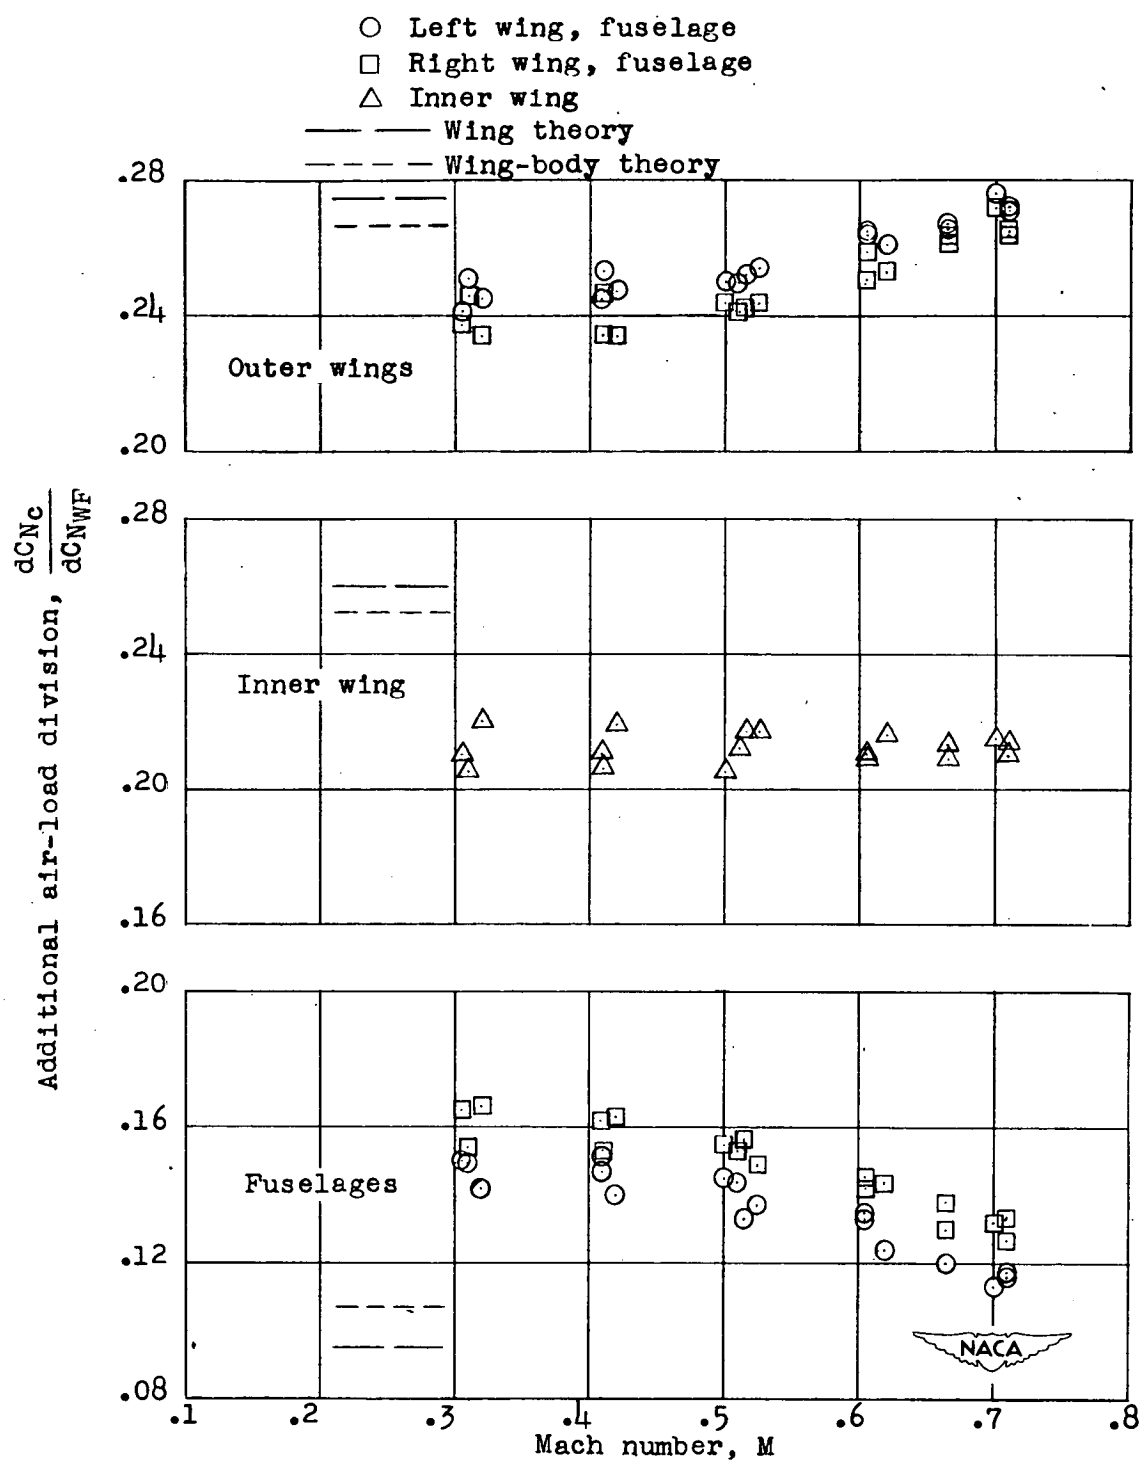 Left wing, fuselage
Right wing, fuselage
Inner wing
Wing theory
Wing-body theory
.28
.24
Outer wings
.20
.28
.24
Inner wing
.20
.16
Additional air-load division, dCNc
dCNWF
.20
.16
Fuselages
.12
NACA
.08
.1 .2 .3 .4 .5 .6 .7 .8
Mach number, M